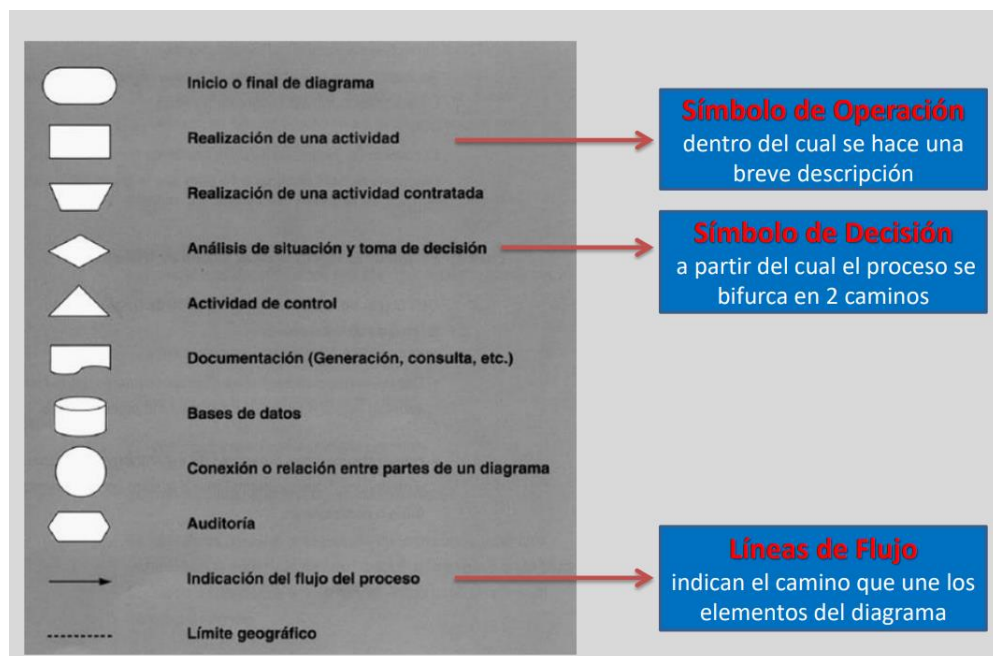 Inicio o final de diagrama
Realización de una actividad
Realización de una actividad contratada
Análisis de situación y toma de decisión
Actividad de control
Documentación (Generación, consulta, etc.)
Bases de datos
Conexión o relación entre partes de un diagrama
Auditoría
Indicación del flujo del proceso
Límite geográfico
Símbolo de Operación
dentro del cual se hace una
breve descripción
Símbolo de Decisión
a partir del cual el proceso se
bifurca en 2 caminos
Líneas de Flujo
indican el camino que une los
elementos del diagrama